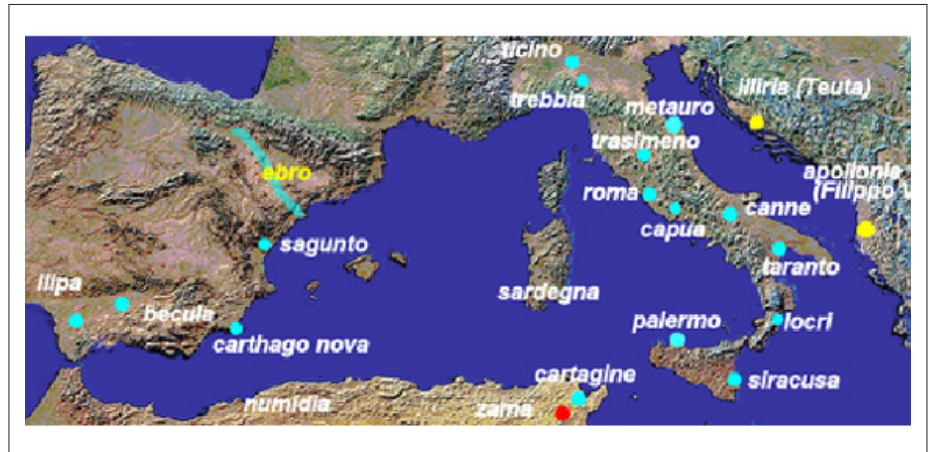 ticino
trebbia
metauro
illiria (Teuta)
trasimeno
ebro
apollonia
(Filippo V
roma
canne
capua
sagunto
taranto
ilipa
sardegna
becula
carthago nova
palermo
locri
cartagine
siracusa
numidia
zama